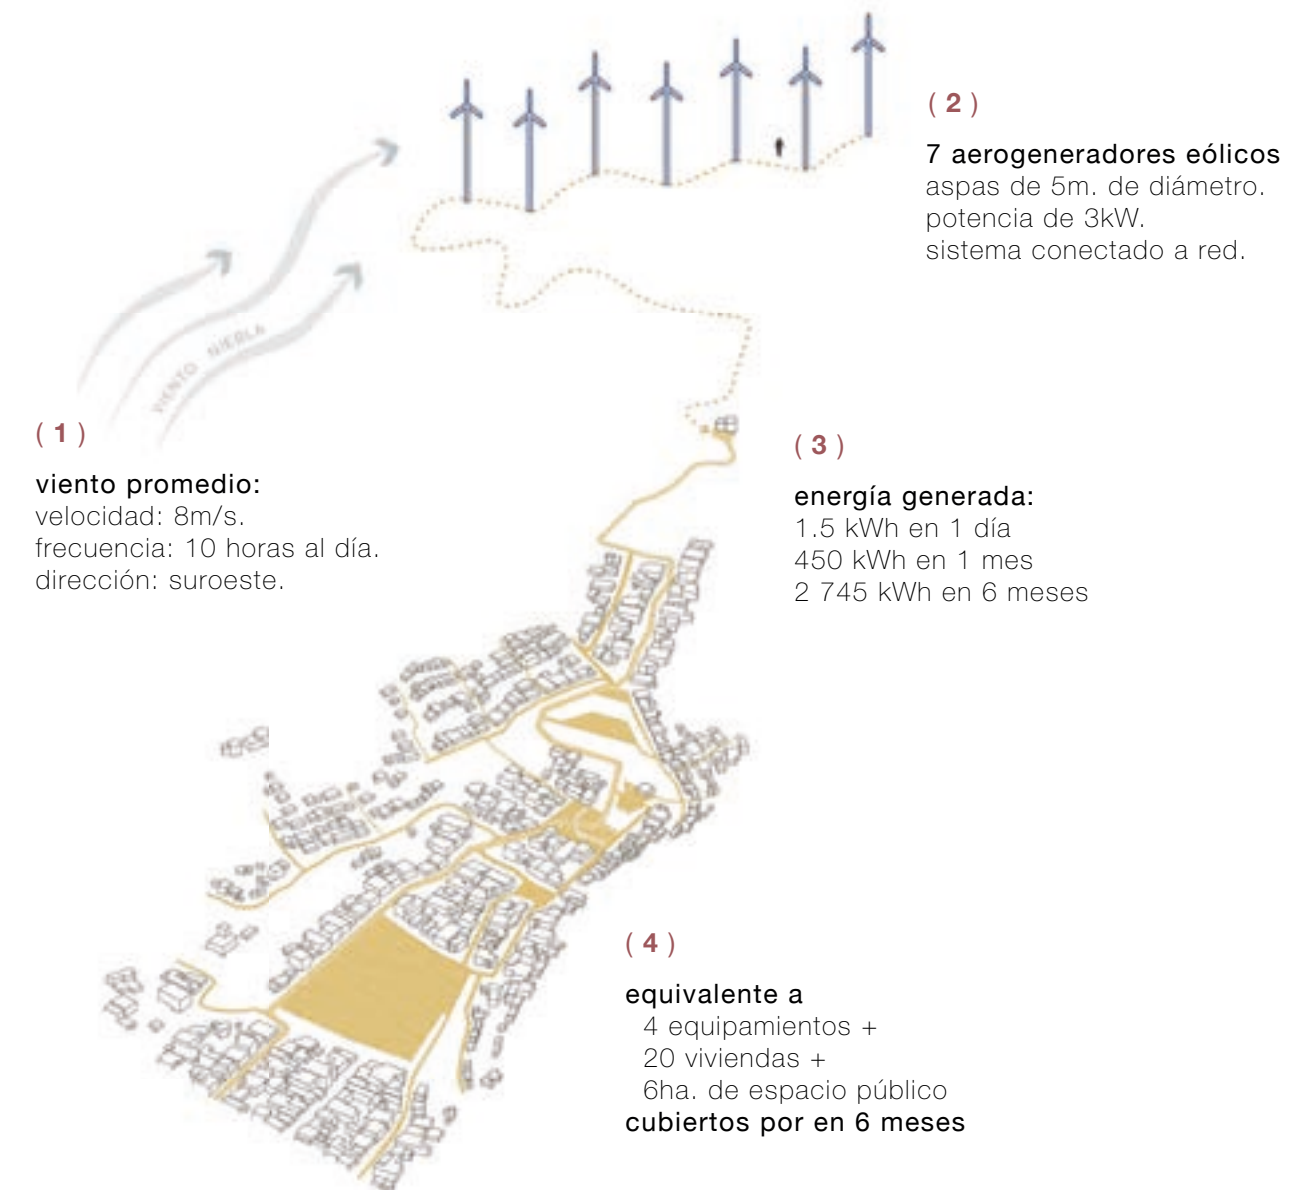 ( 1 )
viento promedio:
velocidad: 8m/s.
frecuencia: 10 horas al día.
dirección: suroeste.
VIENTO NIEBLA
( 2 )
7 aerogeneradores eólicos
aspas de 5m. de diámetro.
potencia de 3kW.
sistema conectado a red.
( 3 )
energía generada:
1.5 kWh en 1 día
450 kWh en 1 mes
2 745 kWh en 6 meses
( 4 )
equivalente a
4 equipamientos +
20 viviendas +
6ha. de espacio público
cubiertos por en 6 meses